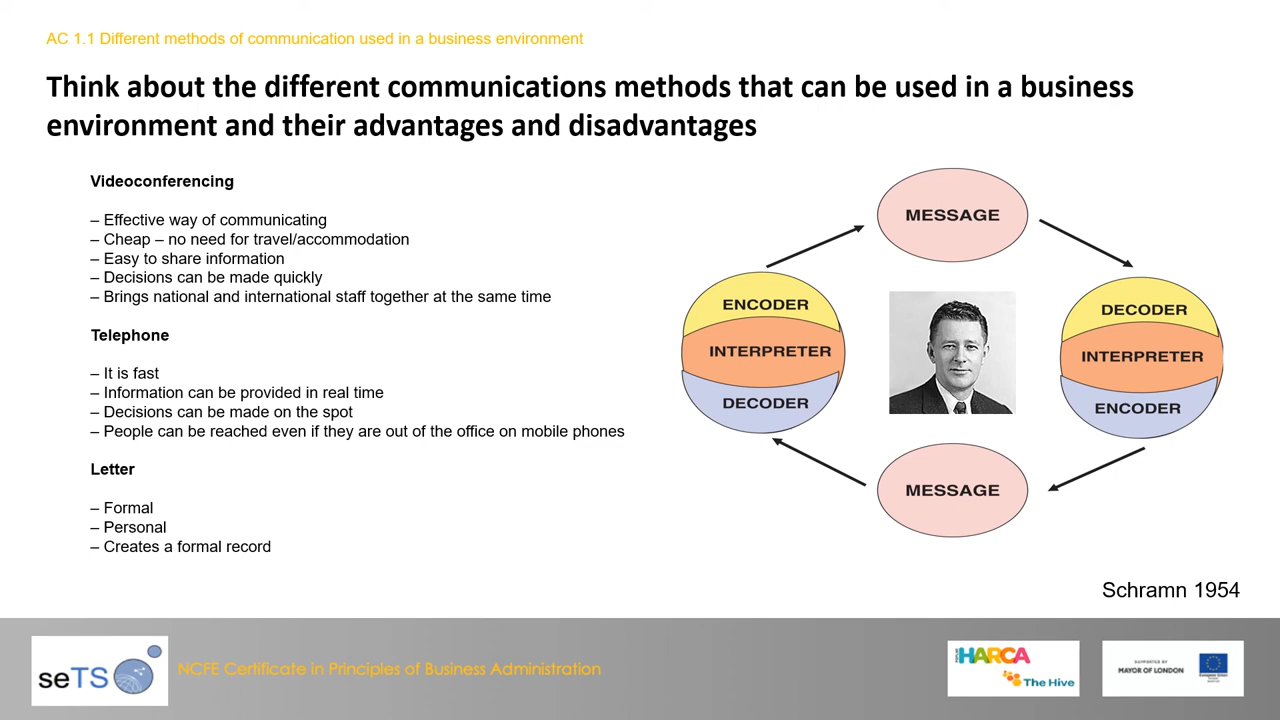 AC 1.1 Different methods of communication used in a business environment
Think about the different communications methods that can be used in a business
environment and their advantages and disadvantages
Videoconferencing
– Effective way of communicating
– Cheap – no need for travel/accommodation
– Easy to share information
– Decisions can be made quickly
– Brings national and international staff together at the same time
Telephone
– It is fast
– Information can be provided in real time
– Decisions can be made on the spot
– People can be reached even if they are out of the office on mobile phones
Letter
– Formal
– Personal
– Creates a formal record
MESSAGE
ENCODER
INTERPRETER
DECODER
DECODER
INTERPRETER
ENCODER
MESSAGE
Schramn 1954
seTS
NCFE Certificate in Principles of Business Administration
HARCA
The Hive
SUPPORTED BY
MAYOR OF LONDON
European Union